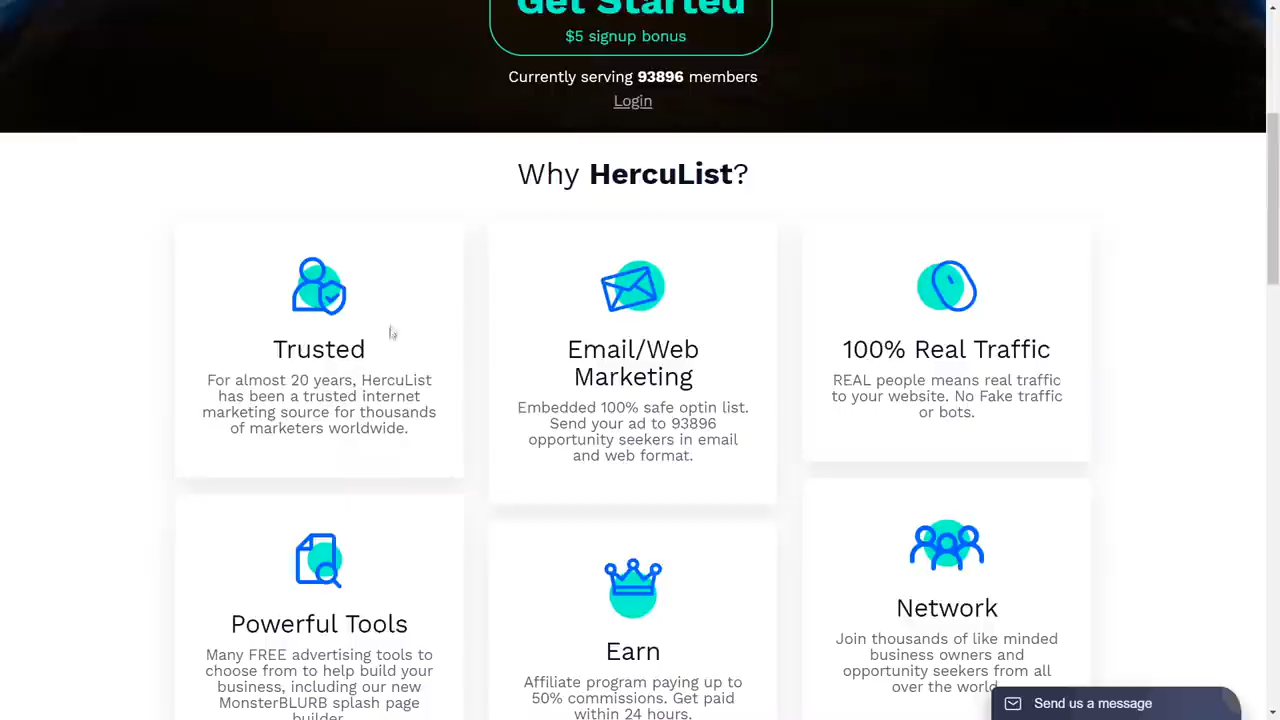 Get Started
$5 signup bonus
Currently serving 93896 members
Login
Why HercuList?
Trusted
For almost 20 years, HercuList
has been a trusted internet
marketing source for thousands
of marketers worldwide.
Email/Web
Marketing
Embedded 100% safe optin list.
Send your ad to 93896
opportunity seekers in email
and web format.
100% Real Traffic
REAL people means real traffic
to your website. No Fake traffic
or bots.
Powerful Tools
Many FREE advertising tools to
choose from to help build your
business, including our new
MonsterBLURB splash page
builder.
Earn
Affiliate program paying up to
50% commissions. Get paid
within 24 hours.
Network
Join thousands of like minded
business owners and
opportunity seekers from all
over the world
Send us a message